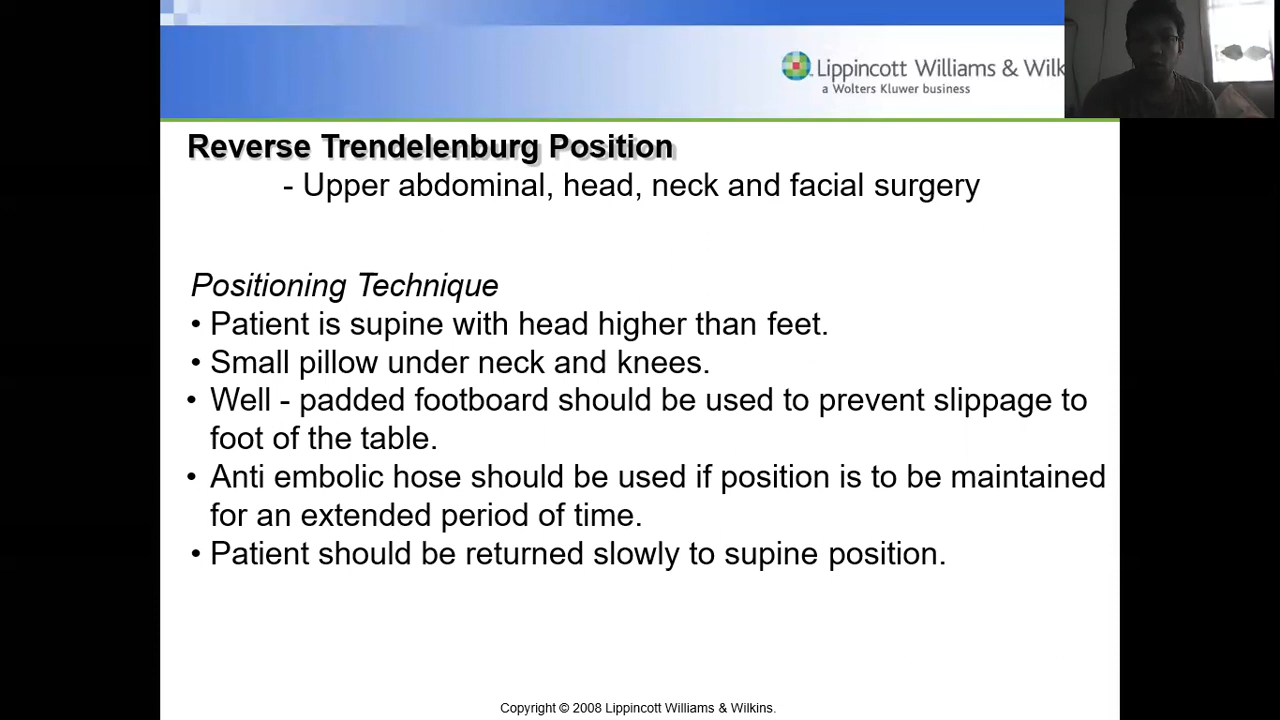 Lippincott Williams & Wilk
a Wolters Kluwer business
Reverse Trendelenburg Position
- Upper abdominal, head, neck and facial surgery
Positioning Technique
• Patient is supine with head higher than feet.
• Small pillow under neck and knees.
• Well - padded footboard should be used to prevent slippage to
foot of the table.
• Anti embolic hose should be used if position is to be maintained
for an extended period of time.
• Patient should be returned slowly to supine position.
Copyright © 2008 Lippincott Williams & Wilkins.